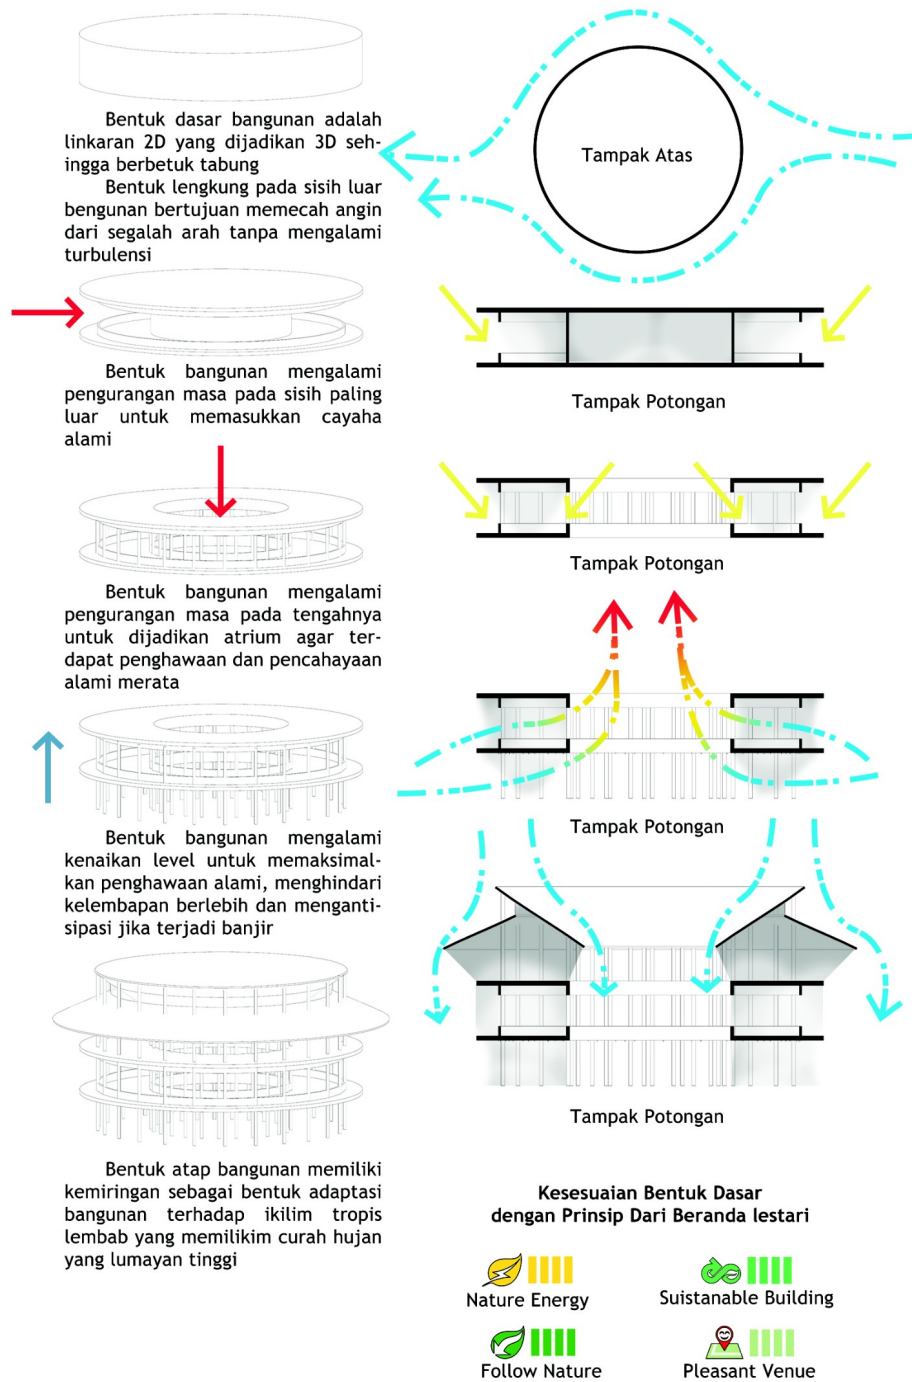 Bentuk dasar bangunan adalah
linkaran 2D yang dijadikan 3D seh-
ingga berbetuk tabung
Bentuk lengkung pada sisih luar
bengunan bertujuan memecah angin
dari segalah arah tanpa mengalami
turbulensi
Tampak Atas
Bentuk bangunan mengalami
pengurangan masa pada sisih paling
luar untuk memasukkan cayaha
alami
Tampak Potongan
Bentuk bangunan mengalami
pengurangan masa pada tengahnya
untuk dijadikan atrium agar ter-
dapat penghawaan dan pencahayaan
alami merata
Tampak Potongan
Bentuk bangunan mengalami
kenaikan level untuk memaksimal-
kan penghawaan alami, menghindari
kelembapan berlebih dan menganti-
sipasi jika terjadi banjir
Tampak Potongan
Bentuk atap bangunan memiliki
kemiringan sebagai bentuk adaptasi
bangunan terhadap ikilim tropis
lembab yang memilikim curah hujan
yang lumayan tinggi
Tampak Potongan
Kesesuaian Bentuk Dasar
dengan Prinsip Dari Beranda lestari
Nature Energy
Suistanable Building
Follow Nature
Pleasant Venue